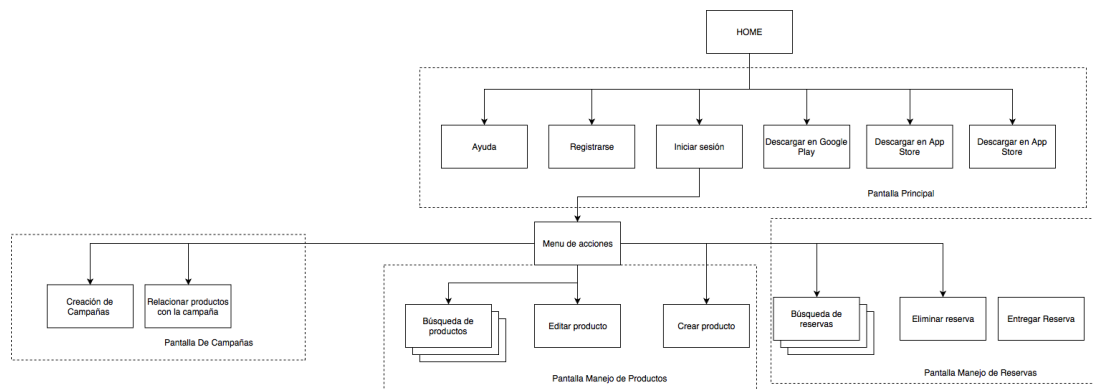 HOME
Ayuda
Registrarse
Iniciar sesión
Descargar en Google
Play
Descargar en App
Store
Descargar en App
Store
Pantalla Principal
Menu de acciones
Creación de
Campañas
Relacionar productos
con la campaña
Pantalla De Campañas
Búsqueda de
productos
Editar producto
Crear producto
Pantalla Manejo de Productos
Búsqueda de
reservas
Eliminar reserva
Entregar Reserva
Pantalla Manejo de Reservas